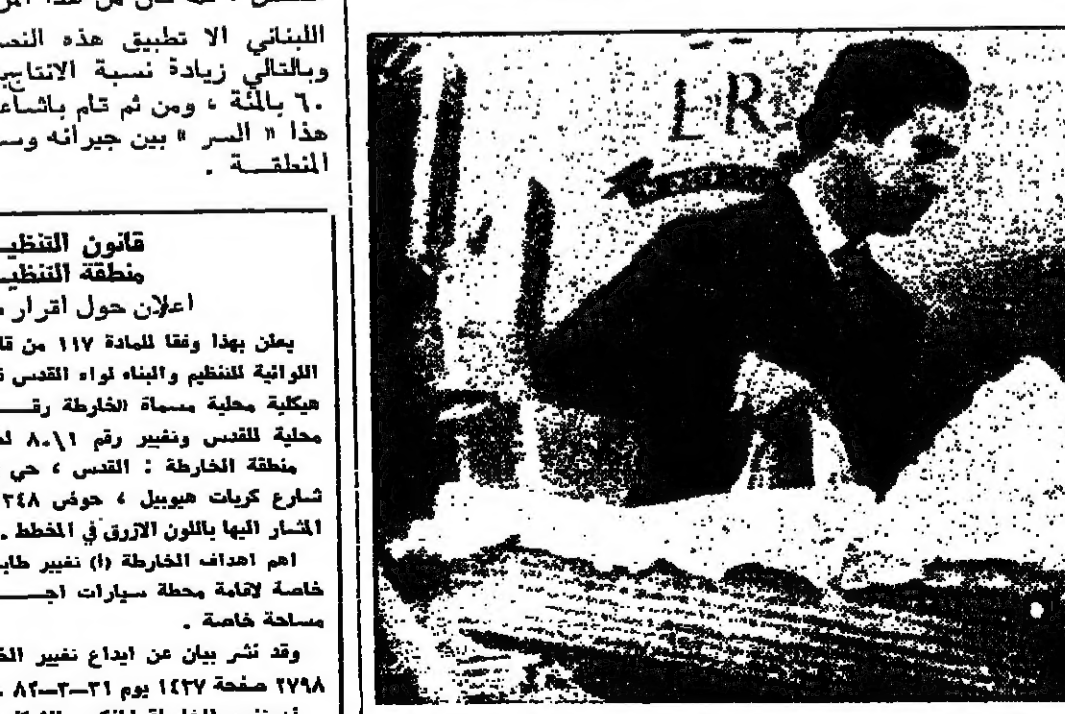 اللبناني الا تطبيق هذه النص
وبالتالي زيادة نسبة الانتاج
٦٠ بالمئة ، ومن ثم قام باشاعة
هذا « السر » بين جيرانه وس
المنطقــة .
قانون التنظيـ
منطقة التنظيـ
اعلان حول اقرار
يعلن بهذا وفقا للمادة ١١٧ من قا
اللوائية للتنظيم والبناء لواء القدس
هيكلية محلية مسماة الخارطة رقـ
محلية للقدس وتغيير رقم ٨٠\١
منطقة الخارطة : القدس ، حي
شارع كريات هيوبيل ، حوض ٣٤٨
المشار اليها باللون الازرق في المخطط .
اهم اهداف الخارطة (ا) تغيير طاب
خاصة لاقامة محطة سيارات اجـ
مساحة خاصة .
وقد نشر بيان عن ايداع تغيير الخ
٢٧٩٨ صفحة ١٤٢٧ يوم ٣١–٣–٨٢ .
LR